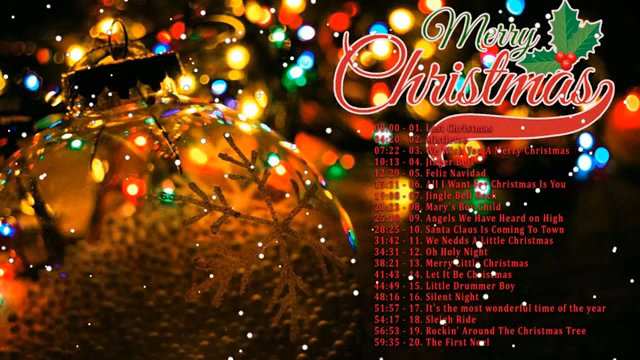 Merry
Christmas
00:00 - 01. Last Christmas
02.
07:22 - 03. A Merry Christmas
10:13 - 04. Jingle Bell
12:29 - 05. Feliz Navidad
06. All I Want For Christmas Is You
07. Jingle Bell Rock
08. Mary's Boy Child
09. Angels We Have Heard on High
28:25 - 10. Santa Claus Is Coming To Town
31:42 - 11. We Nedds A Little Christmas
34:31 - 12. Oh Holy Night
38:21 - 13. Merry Little Christmas
41:43 - 14. Let It Be Christmas
44:49 - 15. Little Drummer Boy
48:16 - 16. Silent Night
51:57 - 17. It's the most wonderful time of the year
54:17 - 18. Sleigh Ride
56:53 - 19. Rockin' Around The Christmas Tree
59:35 - 20. The First Noel